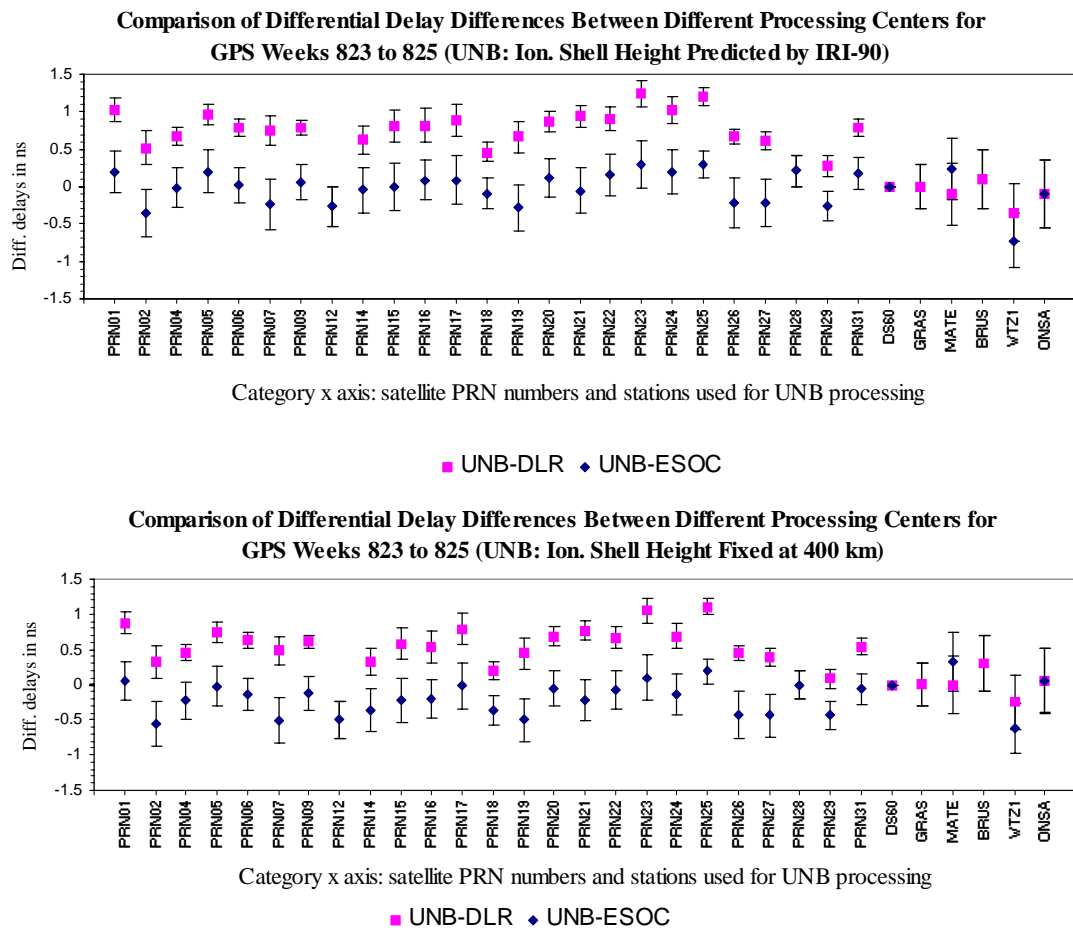 Comparison of Differential Delay Differences Between Different Processing Centers for
GPS Weeks 823 to 825 (UNB: Ion. Shell Height Predicted by IRI-90)
Diff. delays in ns
1.5
1
0.5
0
-0.5
-1
-1.5
PRN01
PRN02
PRN04
PRN05
PRN06
PRN07
PRN09
PRN12
PRN14
PRN15
PRN16
PRN17
PRN18
PRN19
PRN20
PRN21
PRN22
PRN23
PRN24
PRN25
PRN26
PRN27
PRN28
PRN29
PRN31
DS60
GRAS
MATE
BRUS
WTZ1
ONSA
Category x axis: satellite PRN numbers and stations used for UNB processing
UNB-DLR UNB-ESOC
Comparison of Differential Delay Differences Between Different Processing Centers for
GPS Weeks 823 to 825 (UNB: Ion. Shell Height Fixed at 400 km)
Diff. delays in ns
1.5
1
0.5
0
-0.5
-1
-1.5
PRN01
PRN02
PRN04
PRN05
PRN06
PRN07
PRN09
PRN12
PRN14
PRN15
PRN16
PRN17
PRN18
PRN19
PRN20
PRN21
PRN22
PRN23
PRN24
PRN25
PRN26
PRN27
PRN28
PRN29
PRN31
DS60
GRAS
MATE
BRUS
WTZ1
ONSA
Category x axis: satellite PRN numbers and stations used for UNB processing
UNB-DLR UNB-ESOC